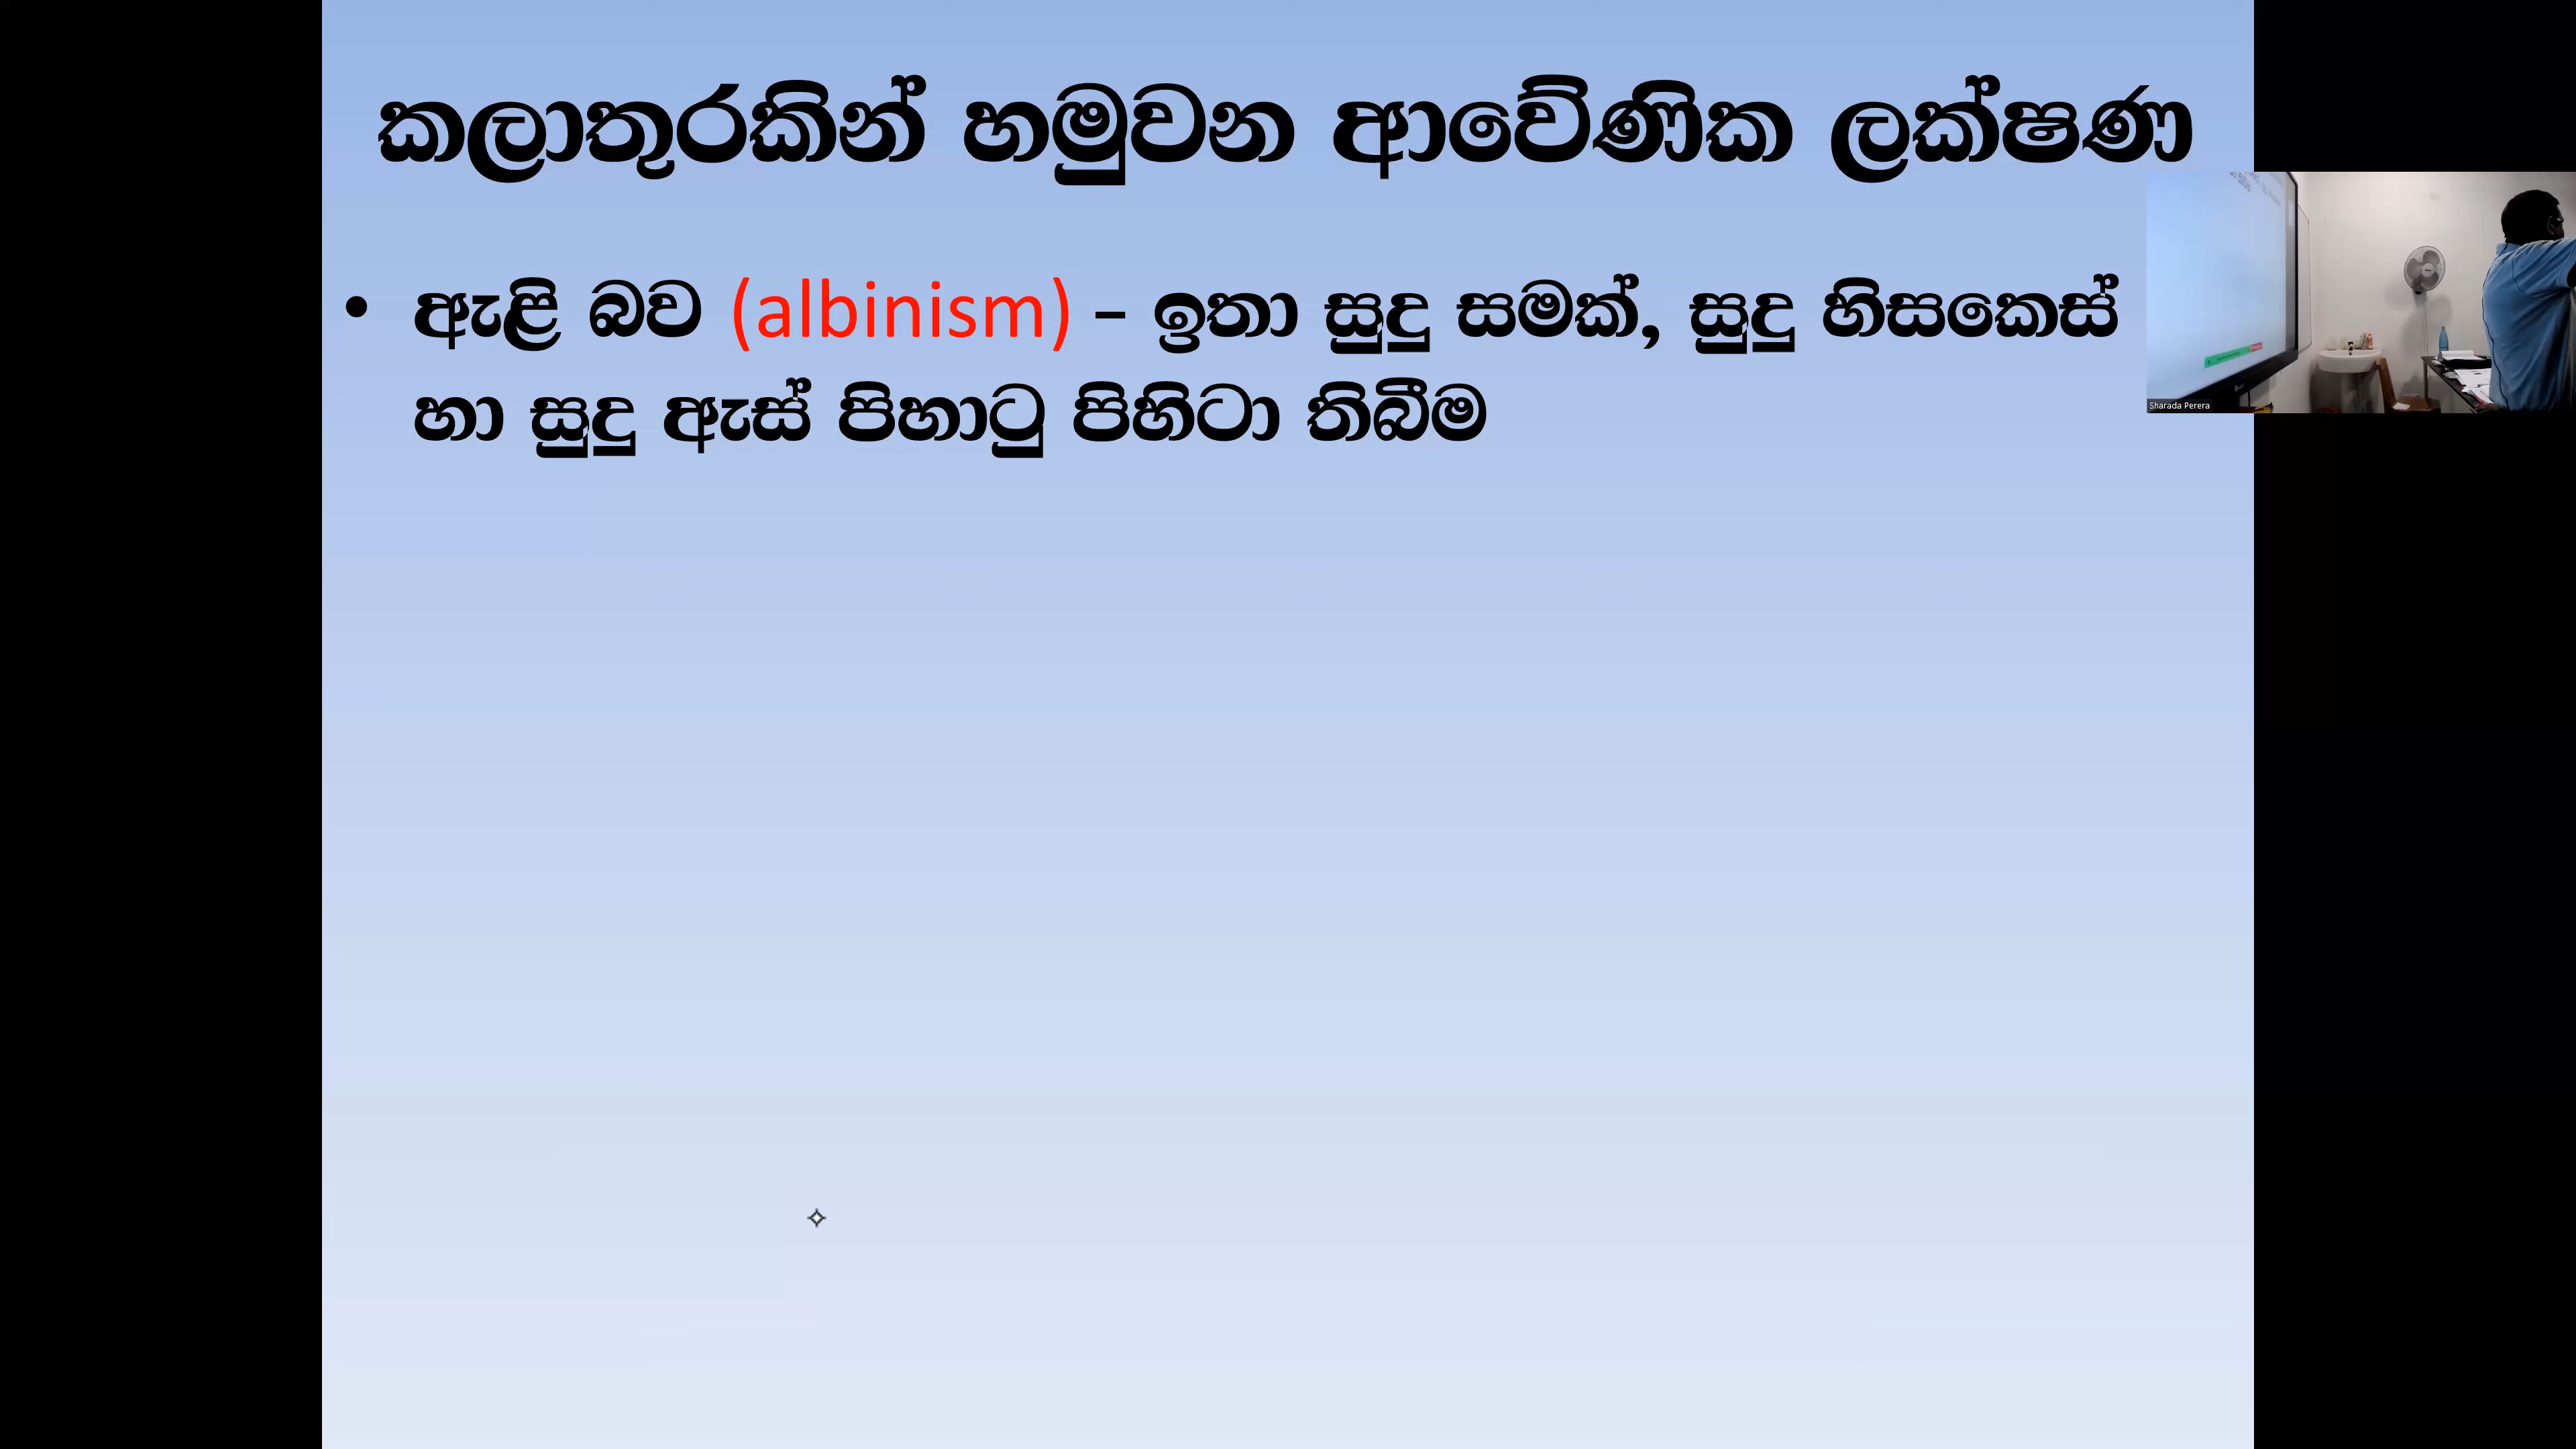 කලාතුරකින් හමුවන ආවේණික ලක්ෂණ
• ඇළි බව (albinism) – ඉතා සුදු සමක්, සුදු හිසකෙස්
හා සුදු ඇස් පිහාටු පිහිටා තිබීම
Sharada Perera